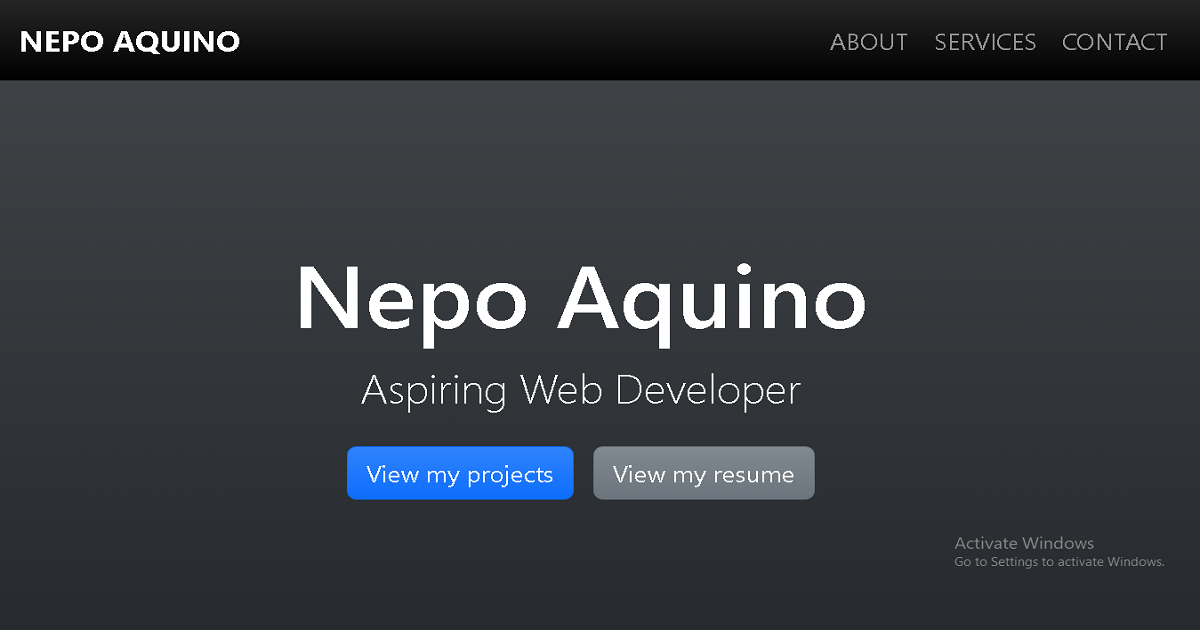 NEPO AQUINO
ABOUT SERVICES CONTACT
Nepo Aquino
Aspiring Web Developer
View my projects
View my resume
Activate Windows
Go to Settings to activate Windows.